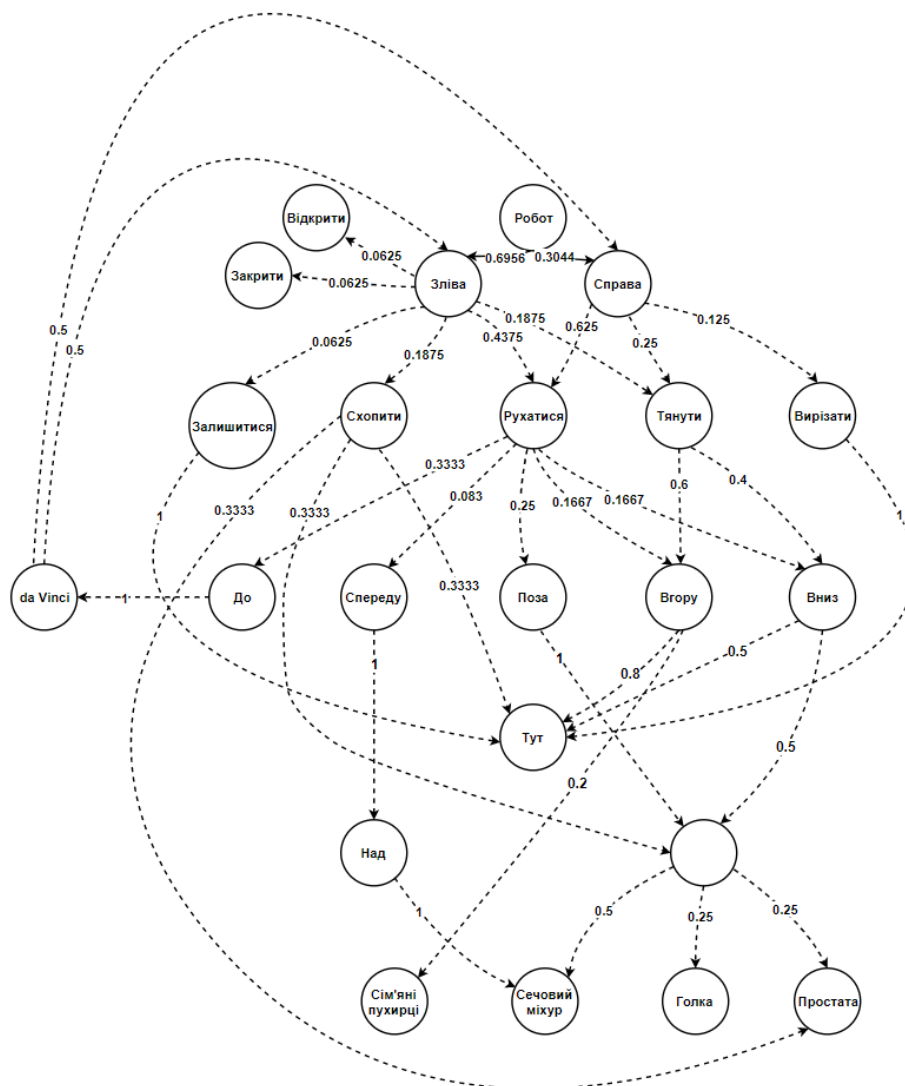 Відкрити
Робот
Закрити
0.0625
0.6956
0.3044
Зліва
Справа
0.0625
0.5
0.5
0.0625
0.1875
0.1875
0.4375
0.625
0.25
0.125
Залишитися
Схопити
Рухатися
Тянути
Вирізати
0.3333
0.3333
0.3333
0.083
0.25
0.1667
0.1667
0.6
0.4
1
1
0.3333
da Vinci
1
До
Спереду
Поза
Вгору
Вниз
1
1
0.8
0.5
0.5
Тут
0.2
Над
1
0.5
0.25
0.25
Сім'яні
пухирці
Сечовий
міхур
Голка
Простата